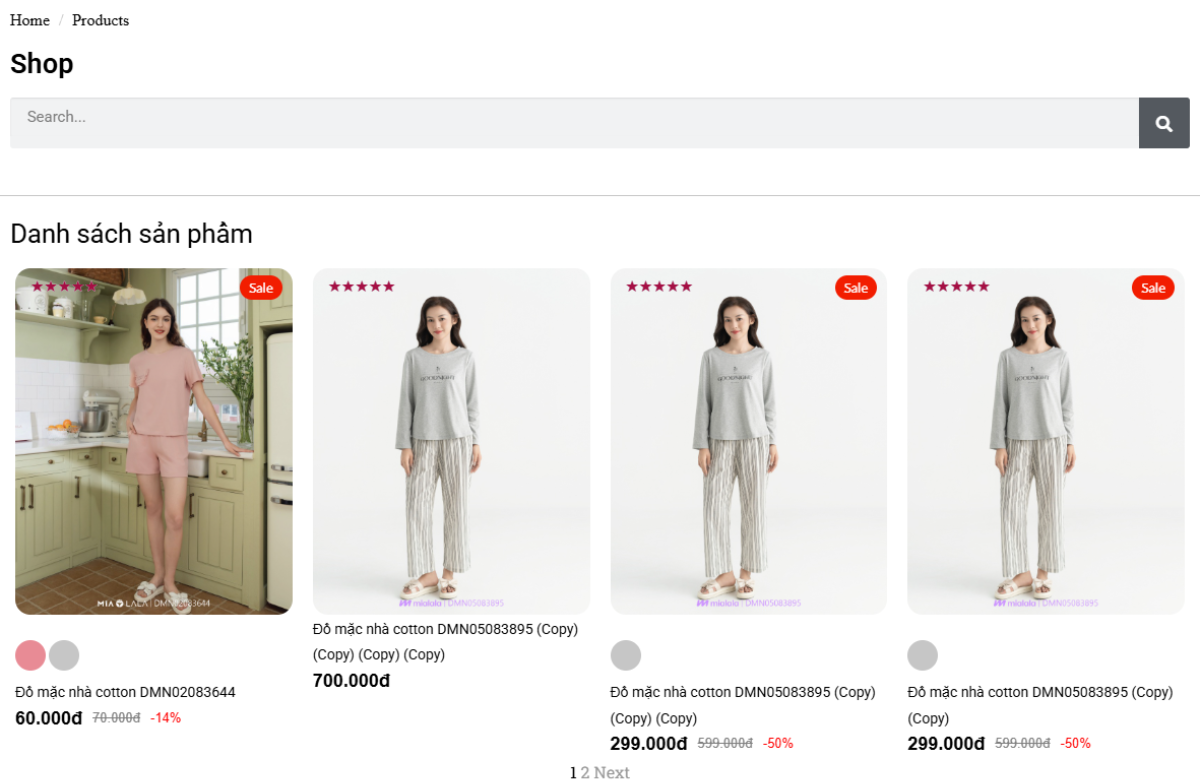 Home / Products
Shop
Search...
Danh sách sản phẩm
★★★★★
Sale
MIA LALA | DMN02083644
Đồ mặc nhà cotton DMN02083644
60.000đ 70.000đ -14%
★★★★★
mialala | DMN05083895
Đồ mặc nhà cotton DMN05083895 (Copy)
(Copy) (Copy) (Copy)
700.000đ
★★★★★
Sale
mialala | DMN05083895
Đồ mặc nhà cotton DMN05083895 (Copy)
(Copy) (Copy)
299.000đ 599.000đ -50%
★★★★★
Sale
mialala | DMN05083895
Đồ mặc nhà cotton DMN05083895 (Copy)
(Copy)
299.000đ 599.000đ -50%
1 2 Next